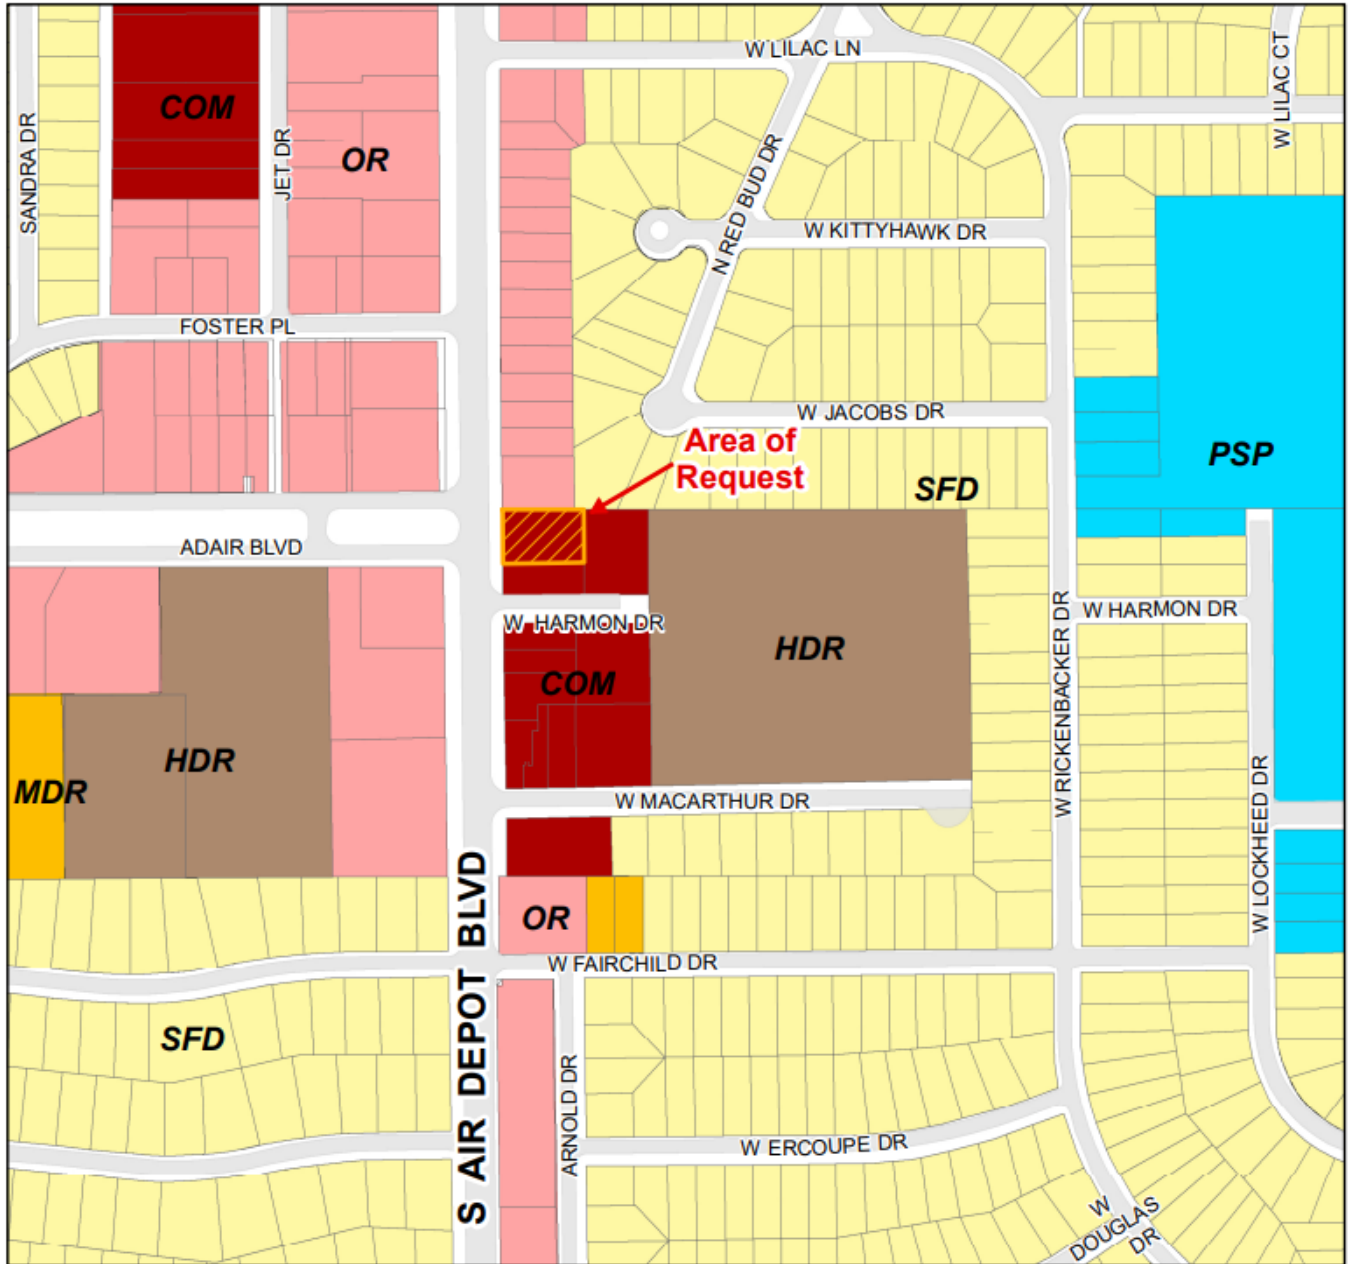 W LILAC LN
W LILAC CT
SANDRA DR
COM
JET DR
OR
N RED BUD DR
W KITTYHAWK DR
FOSTER PL
W JACOBS DR
Area of
Request
SFD
PSP
ADAIR BLVD
W HARMON DR
W HARMON DR
W RICKENBACKER DR
HDR
COM
HDR
MDR
W MACARTHUR DR
W LOCKHEED DR
S AIR DEPOT BLVD
OR
W FAIRCHILD DR
SFD
ARNOLD DR
W ERCOUPE DR
W
DOUGLAS
DR